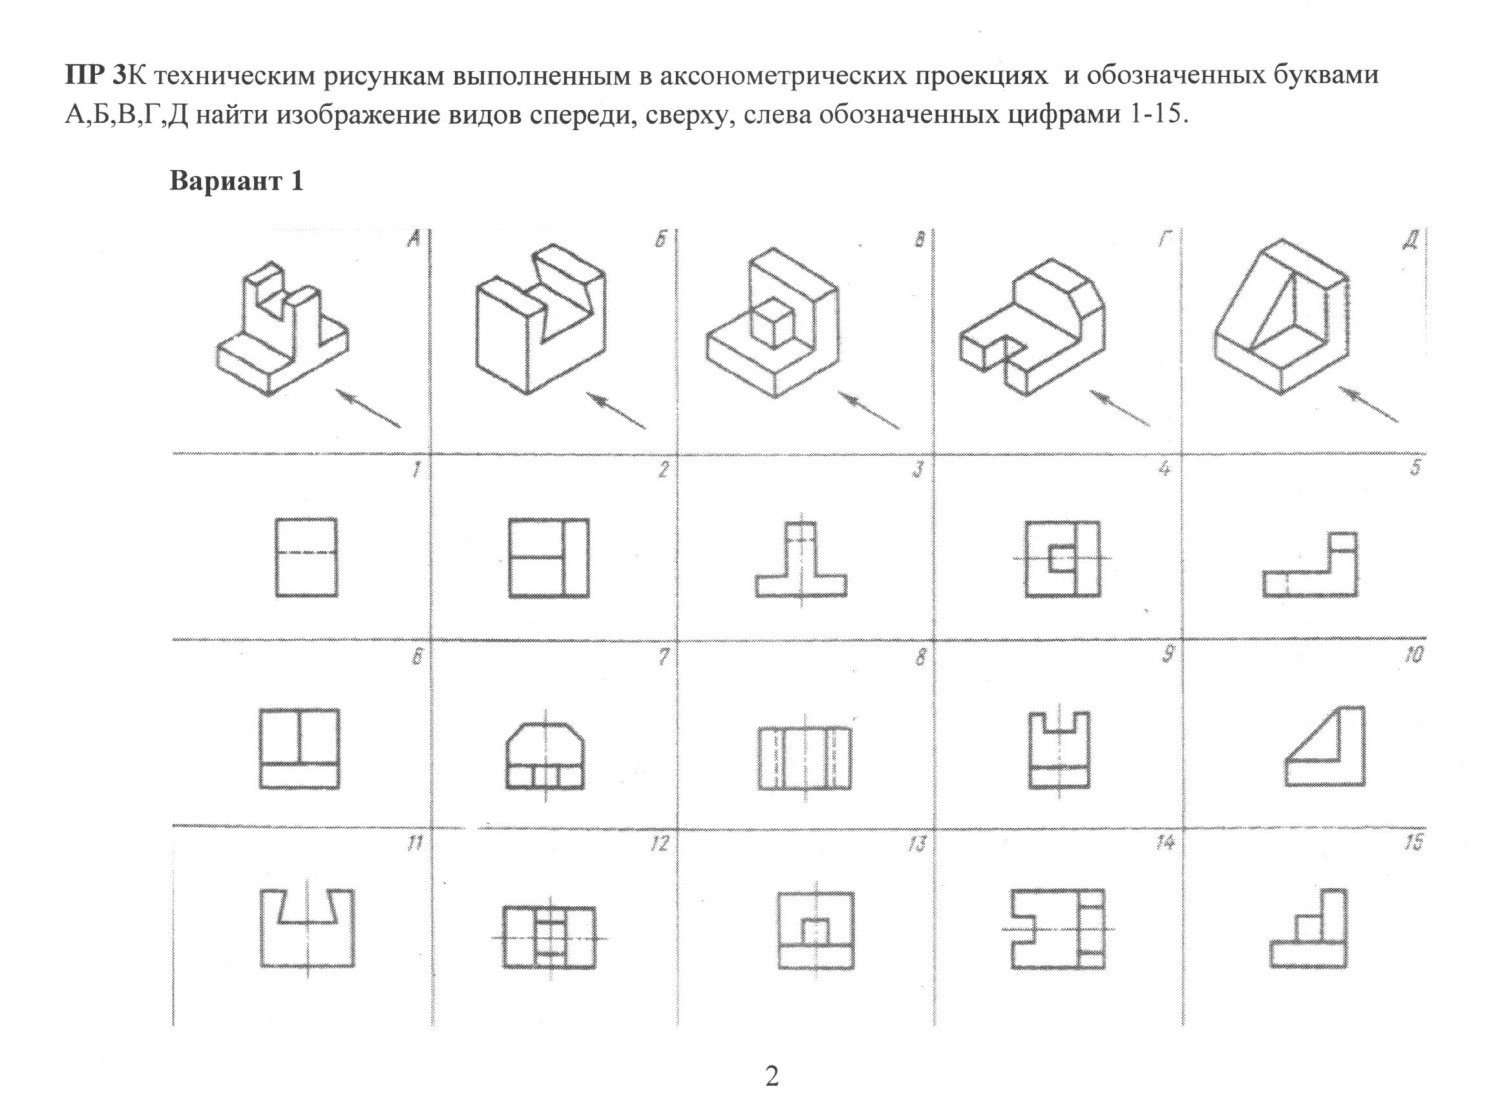 ПР 3К техническим рисункам выполненным в аксонометрических проекциях и обозначенных буквами
А,Б,В,Г,Д найти изображение видов спереди, сверху, слева обозначенных цифрами 1-15.
Вариант 1
А Б В Г Д
1 2 3 4 5
6 7 8 9 10
11 12 13 14 15
2